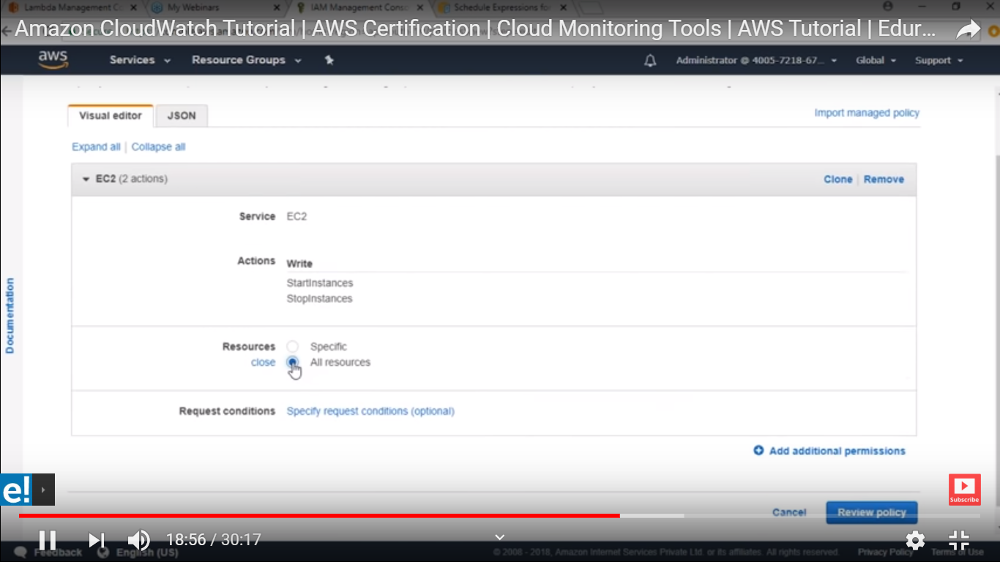 Lambda Management Co
My Webinars
IAM Management Cons
Schedule Expressions for
Amazon CloudWatch Tutorial | AWS Certification | Cloud Monitoring Tools | AWS Tutorial | Edur...
aws Services Resource Groups Administrator @ 4005-7218-67... Global Support
Visual editor JSON Import managed policy
Expand all | Collapse all
EC2 (2 actions) Clone | Remove
Service EC2
Actions Write
StartInstances
StopInstances
Resources Specific
close All resources
Request conditions Specify request conditions (optional)
Add additional permissions
Documentation
e!
Subscribe
Cancel Review policy
18:56 / 30:17
Feedback English (US) © 2008 - 2018, Amazon Internet Services Private Ltd. or its affiliates. All rights reserved. Privacy Policy Terms of Use